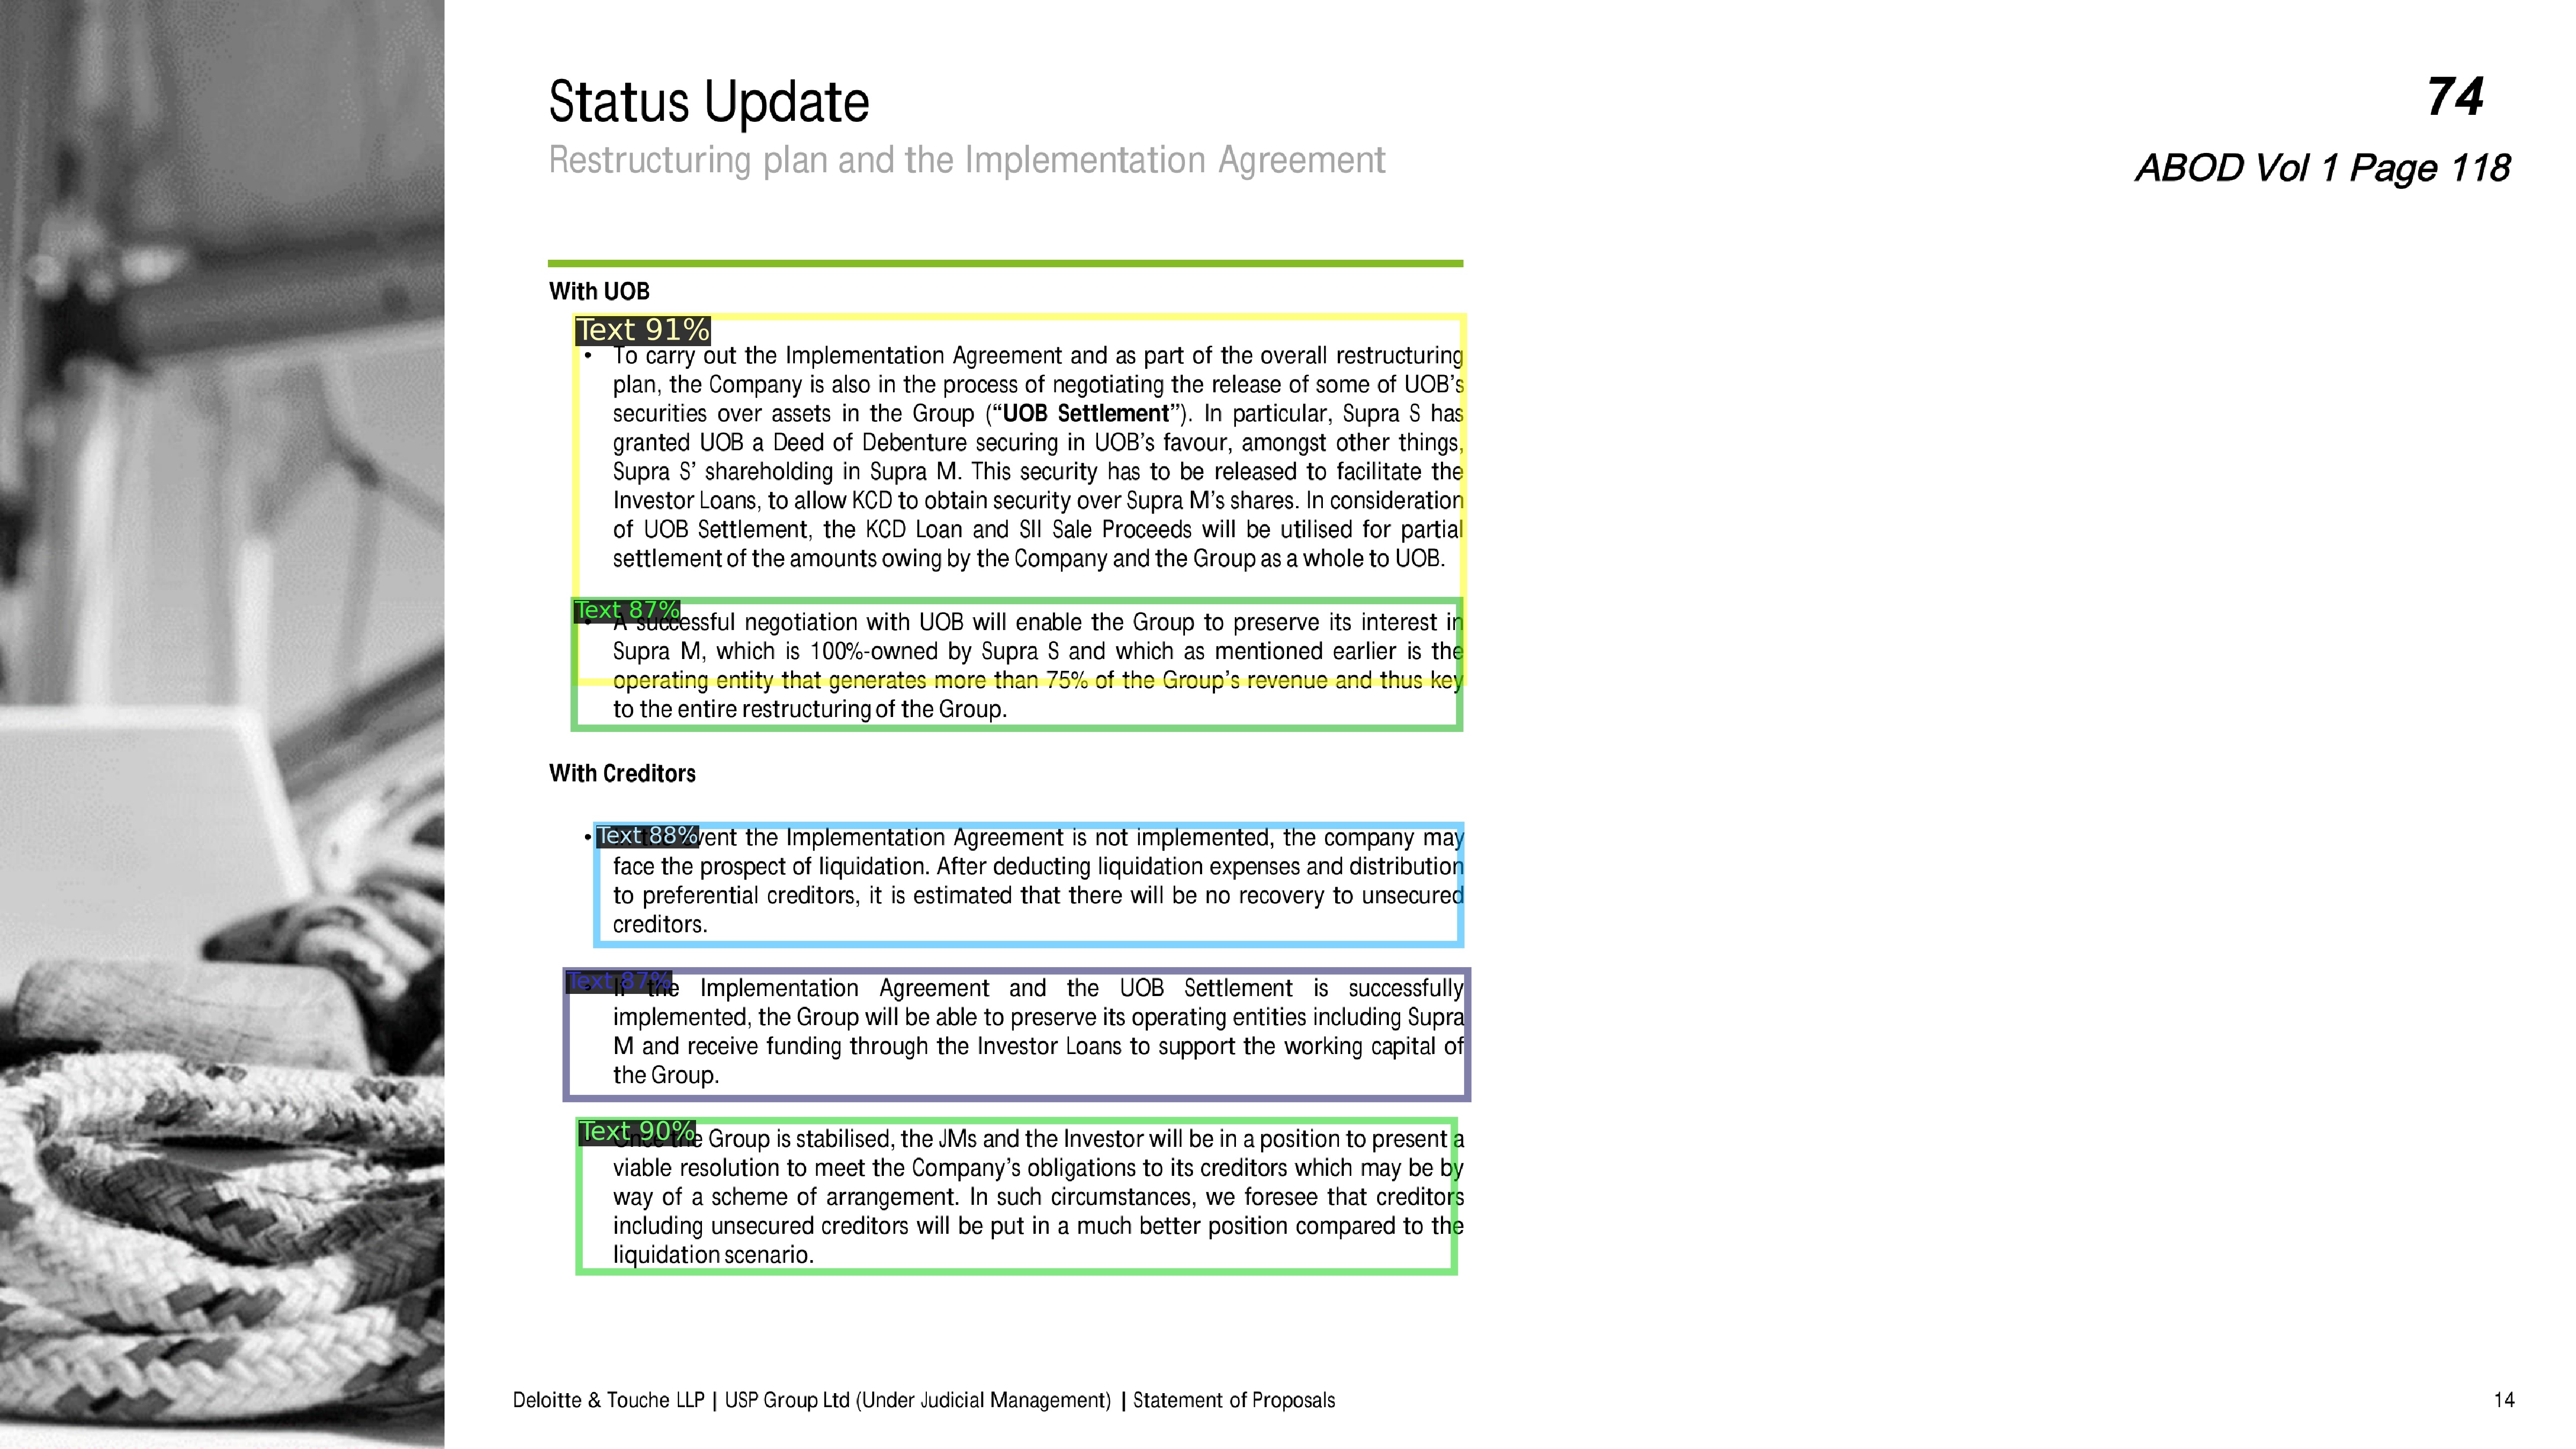 Status Update
74
Restructuring plan and the Implementation Agreement
ABOD Vol 1 Page 118
With UOB
Text 91%
• To carry out the Implementation Agreement and as part of the overall restructuring
plan, the Company is also in the process of negotiating the release of some of UOB’s
securities over assets in the Group (“UOB Settlement”). In particular, Supra S has
granted UOB a Deed of Debenture securing in UOB’s favour, amongst other things,
Supra S’ shareholding in Supra M. This security has to be released to facilitate the
Investor Loans, to allow KCD to obtain security over Supra M’s shares. In consideration
of UOB Settlement, the KCD Loan and SII Sale Proceeds will be utilised for partial
settlement of the amounts owing by the Company and the Group as a whole to UOB.
Text 87%
• A successful negotiation with UOB will enable the Group to preserve its interest in
Supra M, which is 100%-owned by Supra S and which as mentioned earlier is the
operating entity that generates more than 75% of the Group’s revenue and thus key
to the entire restructuring of the Group.
With Creditors
Text 88%
• the Implementation Agreement is not implemented, the company may
face the prospect of liquidation. After deducting liquidation expenses and distribution
to preferential creditors, it is estimated that there will be no recovery to unsecured
creditors.
Text 87%
• If the Implementation Agreement and the UOB Settlement is successfully
implemented, the Group will be able to preserve its operating entities including Supra
M and receive funding through the Investor Loans to support the working capital of
the Group.
Text 90%
Once the Group is stabilised, the JMs and the Investor will be in a position to present a
viable resolution to meet the Company’s obligations to its creditors which may be by
way of a scheme of arrangement. In such circumstances, we foresee that creditors
including unsecured creditors will be put in a much better position compared to the
liquidation scenario.
Deloitte & Touche LLP | USP Group Ltd (Under Judicial Management) | Statement of Proposals
14